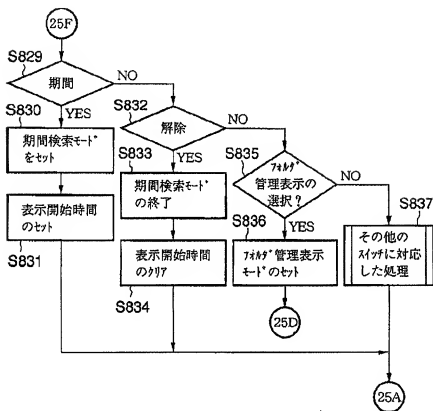 25F
S829
期間
NO
YES
S830
期間検索ﾓｰﾄﾞ
をｾｯﾄ
表示開始時間
のｾｯﾄ
S831
S832
解除
NO
YES
S833
期間検索ﾓｰﾄﾞ
の終了
表示開始時間
のｸﾘｱ
S834
S835
ﾌｫﾙﾀﾞ
管理表示の
選択?
NO
YES
S836
ﾌｫﾙﾀﾞ管理表示
ﾓｰﾄﾞのｾｯﾄ
25D
S837
その他の
ｽｲｯﾁに対応
した処理
25A